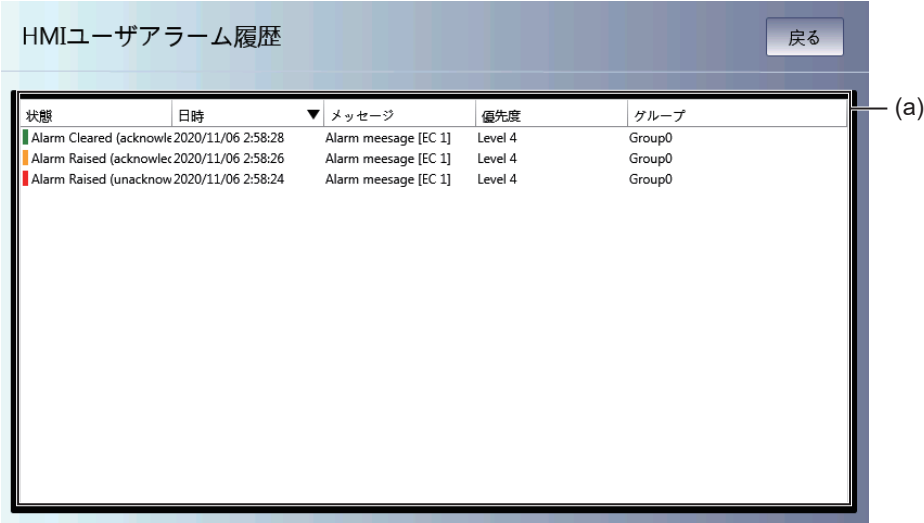 HMIユーザアラーム履歴
戻る
(a)
状態 日時 ▼ メッセージ 優先度 グループ
Alarm Cleared (acknowle 2020/11/06 2:58:28 Alarm meesage [EC 1] Level 4 Group0
Alarm Raised (acknowlec 2020/11/06 2:58:26 Alarm meesage [EC 1] Level 4 Group0
Alarm Raised (unacknow 2020/11/06 2:58:24 Alarm meesage [EC 1] Level 4 Group0